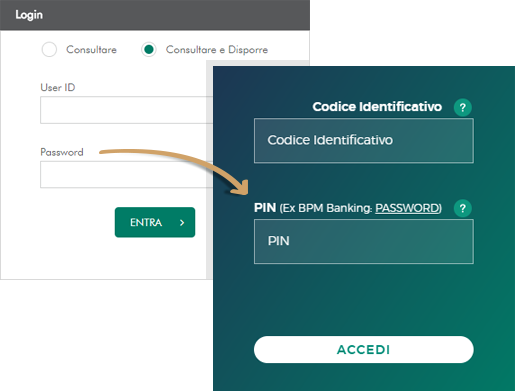 Login
Consultare
Consultare e Disporre
User ID
Password
ENTRA
Codice Identificativo
?
Codice Identificativo
PIN (Ex BPM Banking: PASSWORD)
?
PIN
ACCEDI